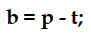 b = p - t;